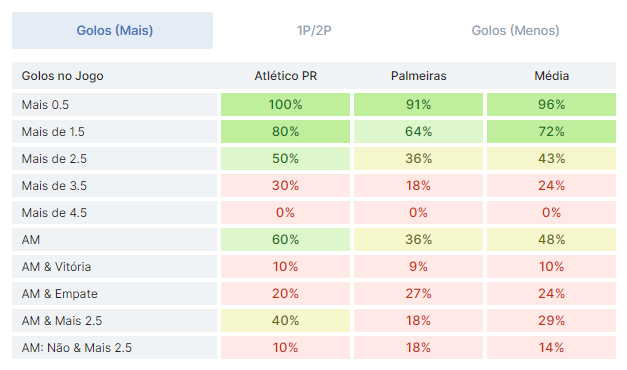 Golos (Mais) 1P/2P Golos (Menos)
Golos no Jogo Atlético PR Palmeiras Média
Mais 0.5 100% 91% 96%
Mais de 1.5 80% 64% 72%
Mais de 2.5 50% 36% 43%
Mais de 3.5 30% 18% 24%
Mais de 4.5 0% 0% 0%
AM 60% 36% 48%
AM & Vitória 10% 9% 10%
AM & Empate 20% 27% 24%
AM & Mais 2.5 40% 18% 29%
AM: Não & Mais 2.5 10% 18% 14%